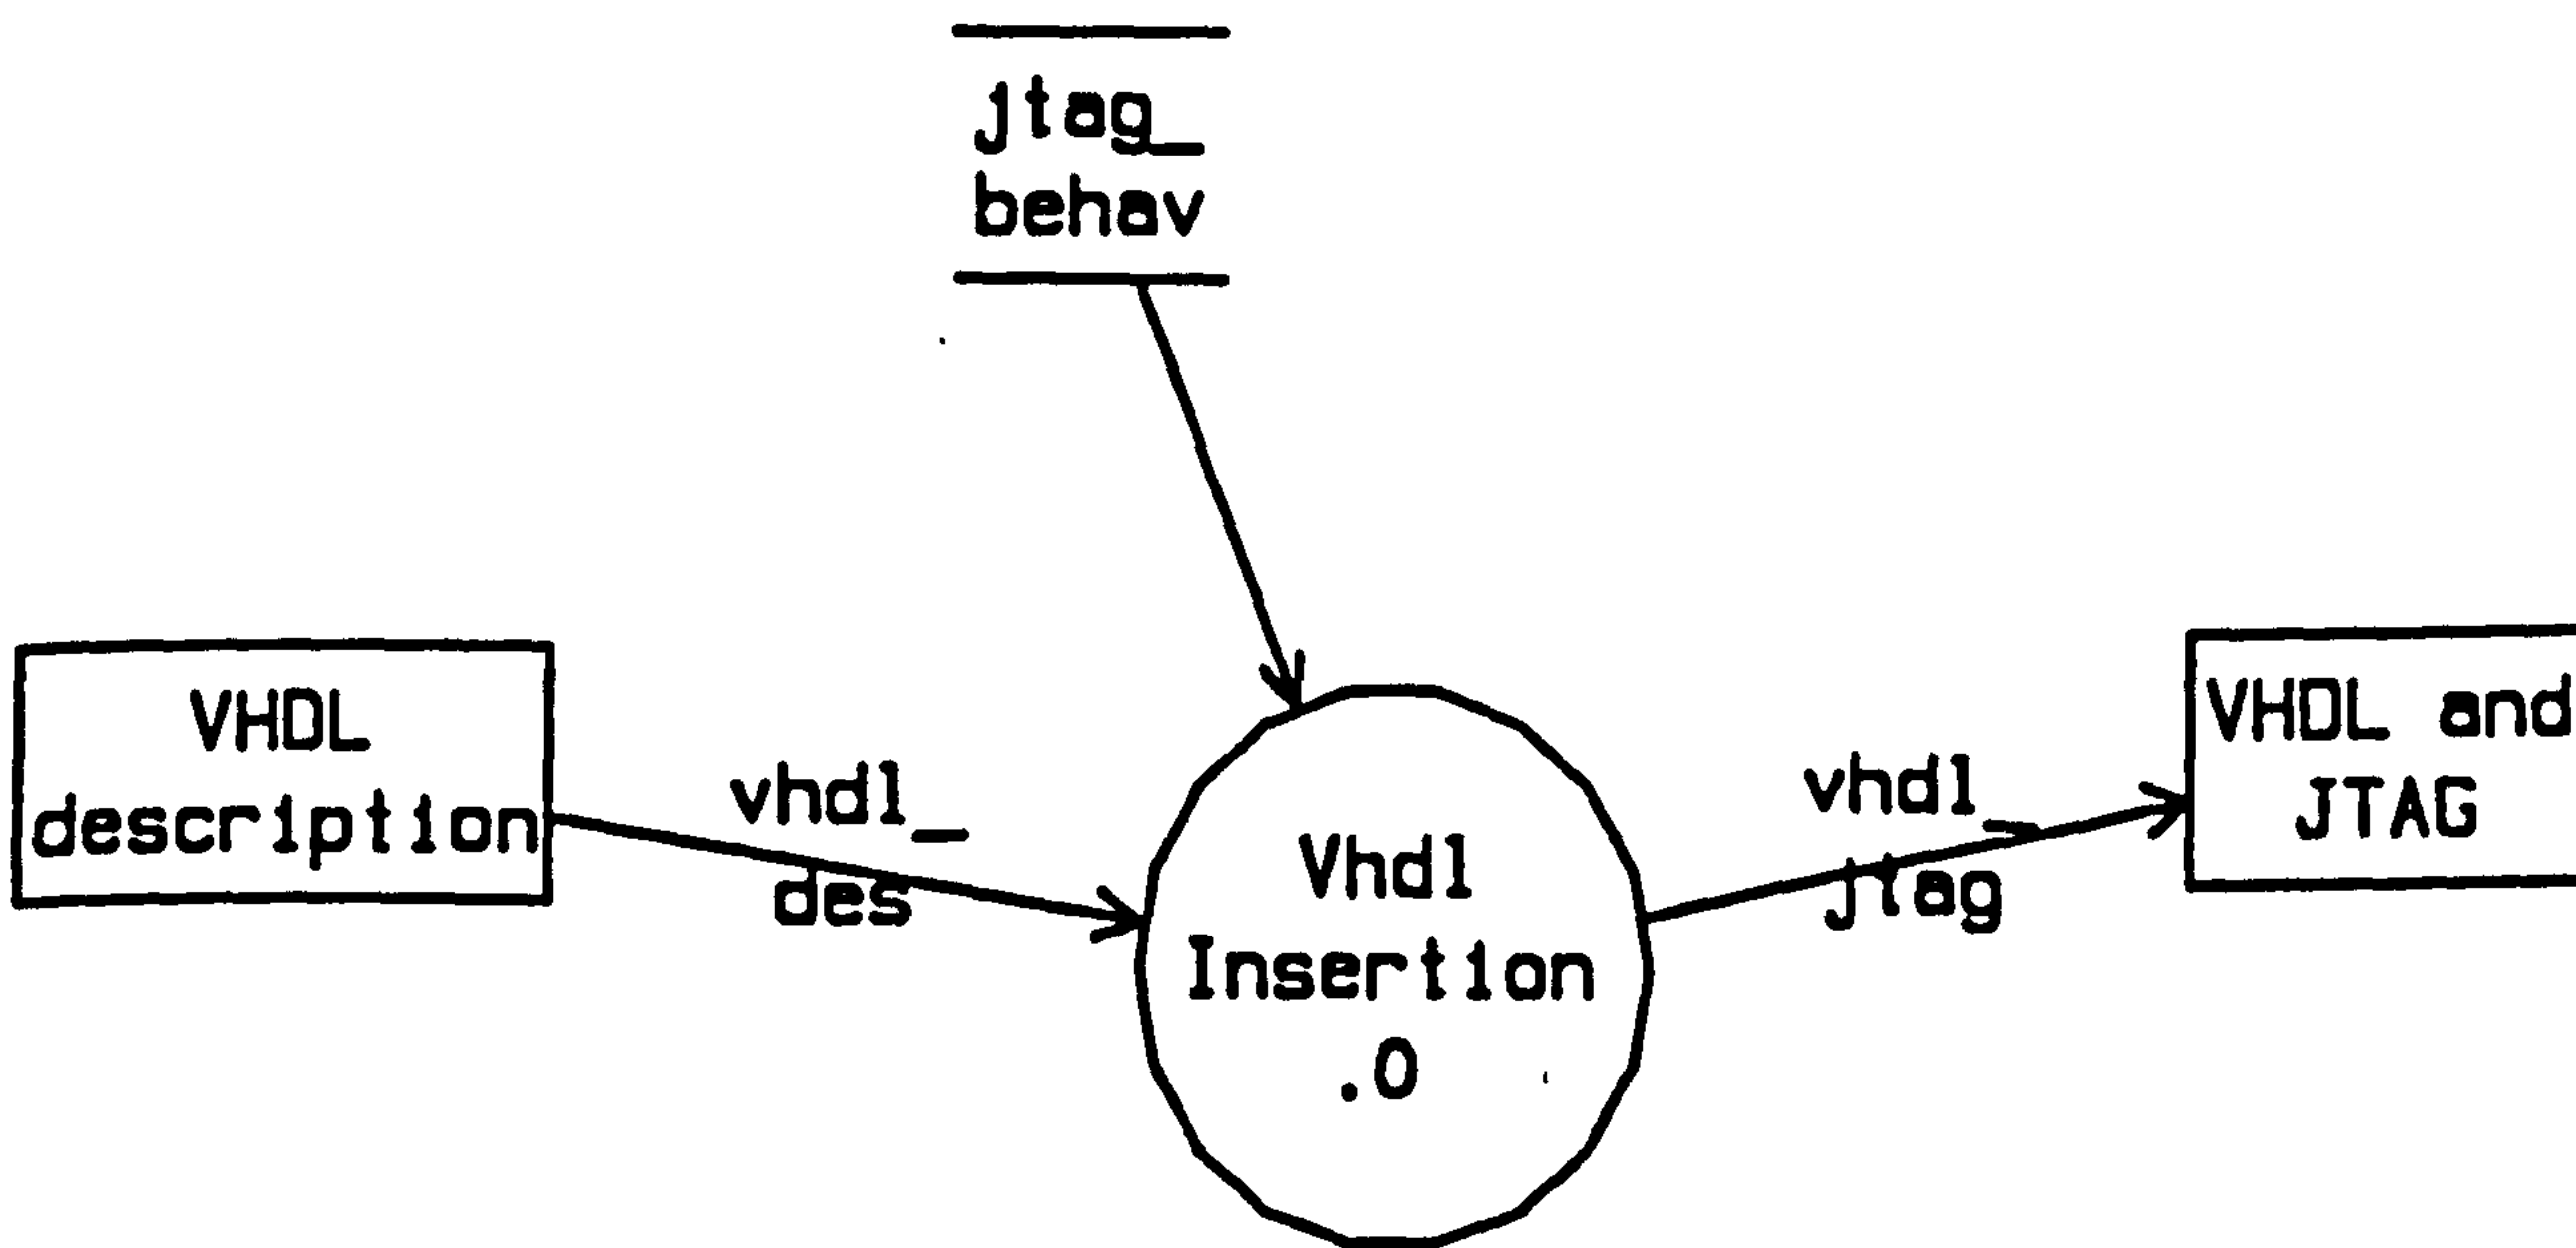 jtag_
behav
VHDL
description
vhdl_
des
Vhdl
Insertion
.0
vhdl_
jtag
VHDL and
JTAG